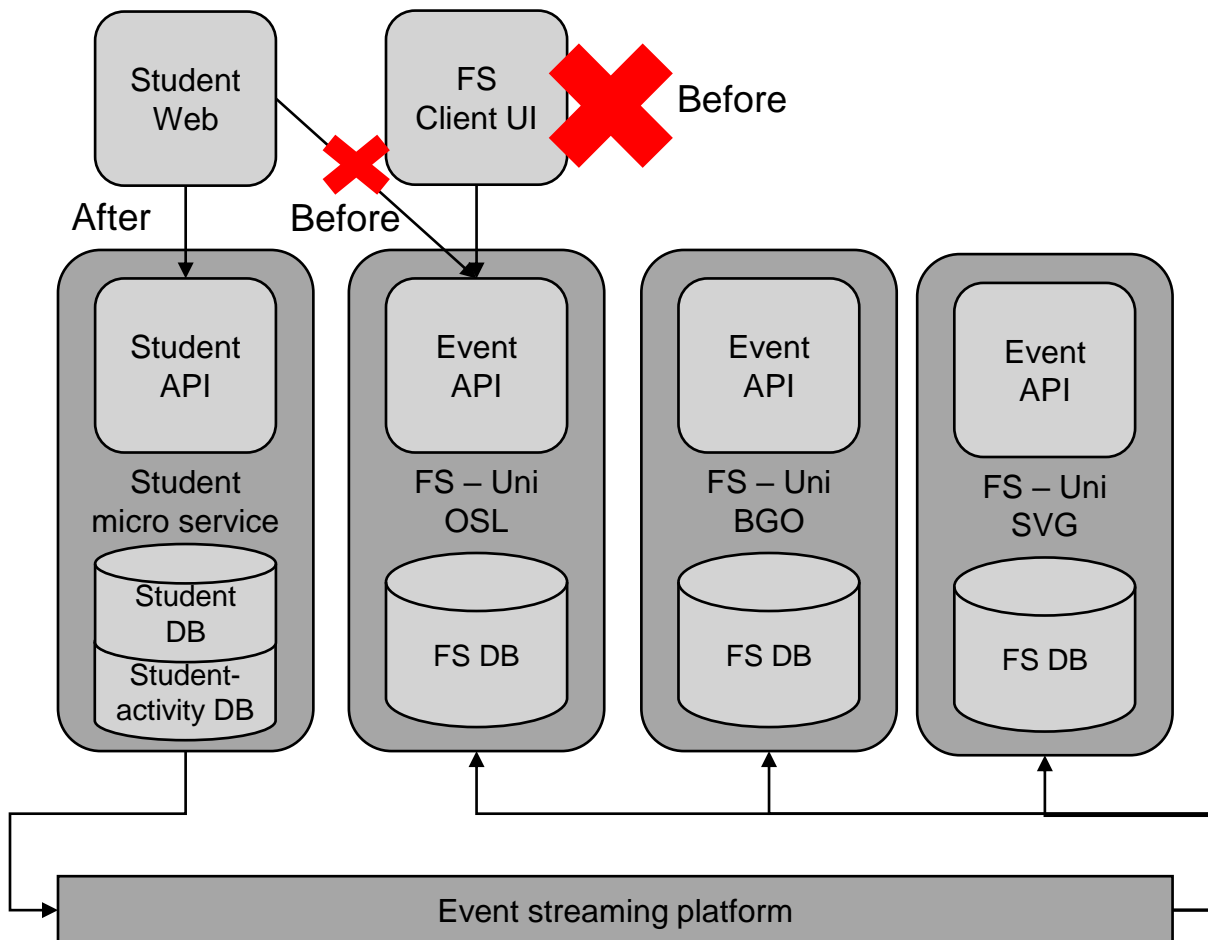 Student
Web
FS
Client UI
Before
After
Before
Student
API
Event
API
Event
API
Event
API
Student
micro service
FS – Uni
OSL
FS – Uni
BGO
FS – Uni
SVG
Student
DB
Student-
activity DB
FS DB
FS DB
FS DB
Event streaming platform